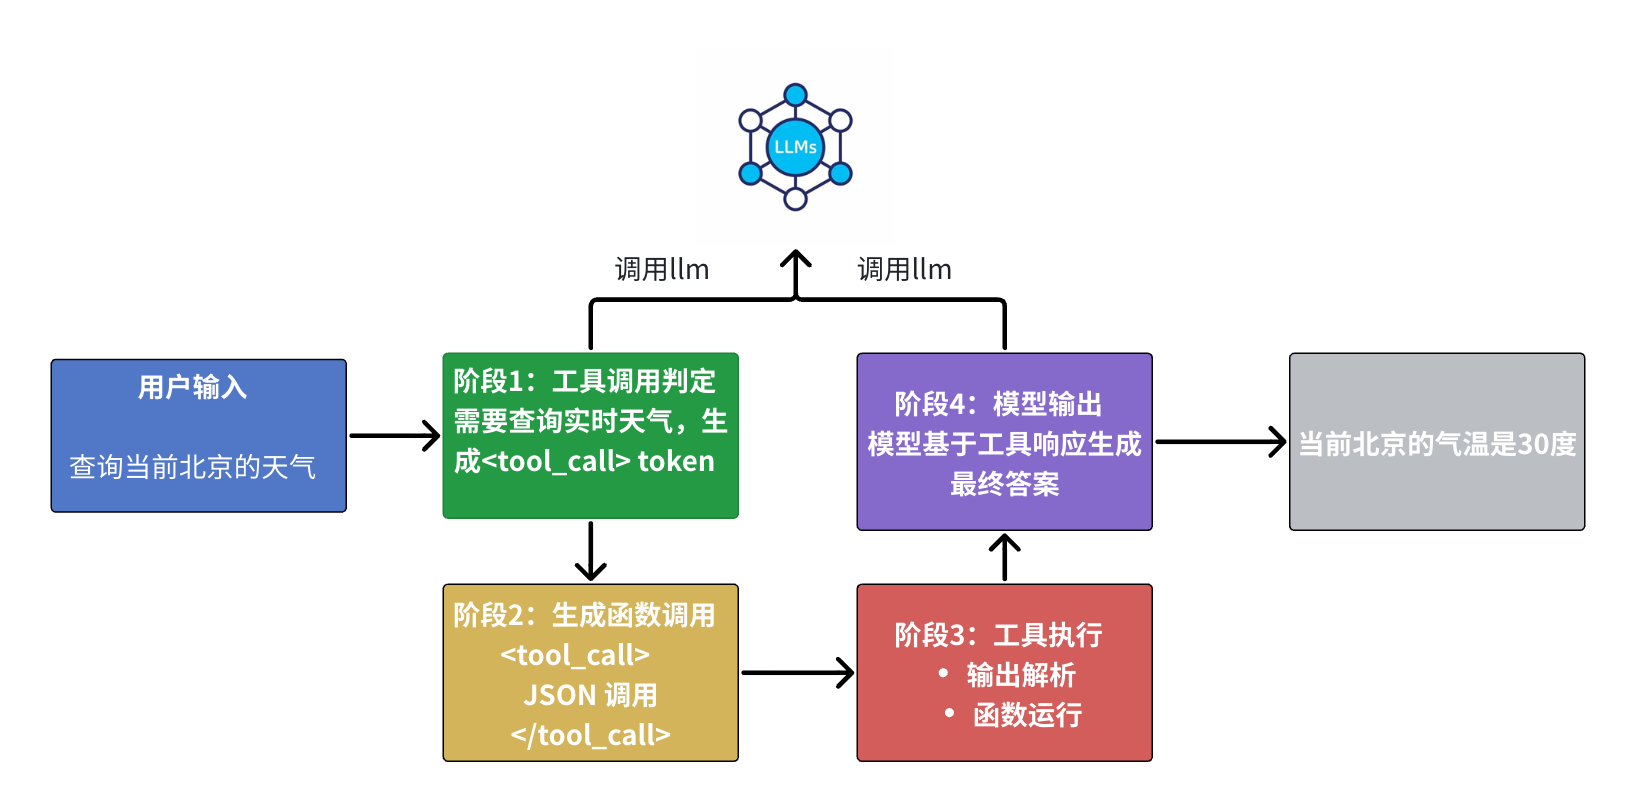 LLMs
调用llm
调用llm
用户输入
查询当前北京的天气
阶段1：工具调用判定
需要查询实时天气，生
成<tool_call> token
阶段2：生成函数调用
<tool_call>
JSON 调用
</tool_call>
阶段3：工具执行
• 输出解析
• 函数运行
阶段4：模型输出
模型基于工具响应生成
最终答案
当前北京的气温是30度